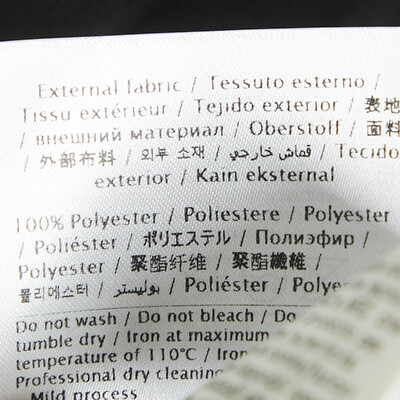 External fabric / Tessuto esterno /
Tissu extérieur / Tejido exterior / 表地
/ внешний материал / Oberstoff / 面料
/ 外部布料 / 외부 소재 / قماش خارجي / Tecido
exterior / Kain eksternal
100% Polyester / Poliestere / Polyester
/ Poliéster / ポリエステル / Полиэфир /
Polyester / 聚酯纤维 / 聚酯纖維 /
폴리에스터 / بوليستر / Poliéster / Polyes
Do not wash / Do not bleach / Do
tumble dry / Iron at maximum
temperature of 110°C / Iron
Professional dry cleaning
Mild process